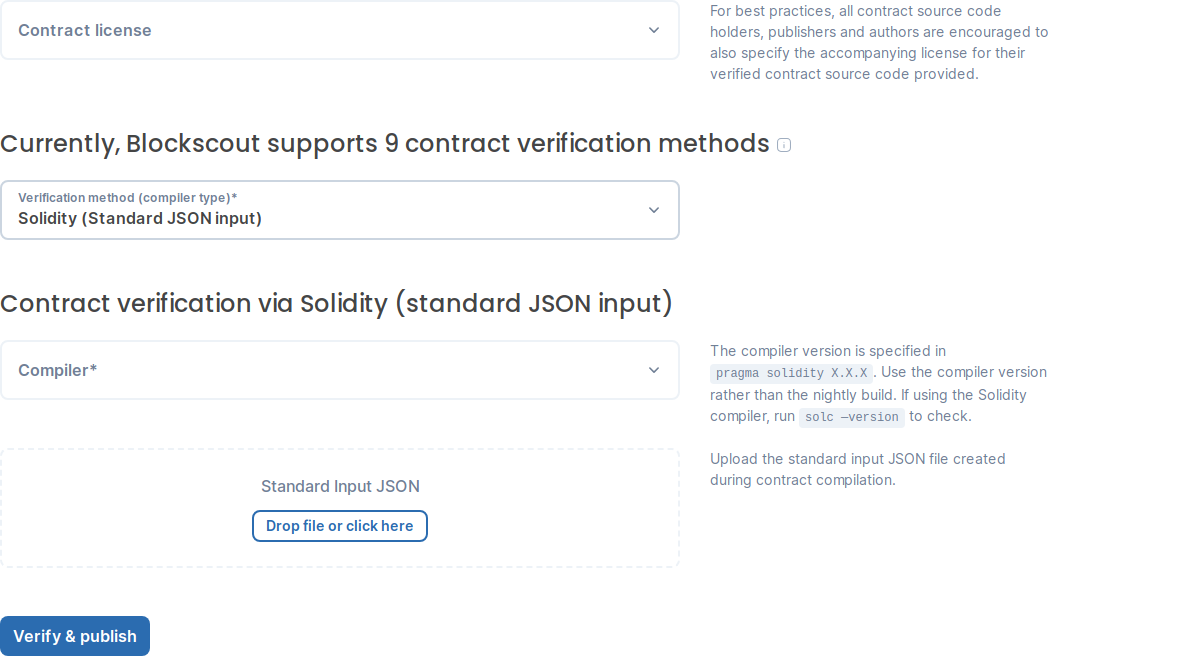 Contract license
For best practices, all contract source code
holders, publishers and authors are encouraged to
also specify the accompanying license for their
verified contract source code provided.
Currently, Blockscout supports 9 contract verification methods
Verification method (compiler type)*
Solidity (Standard JSON input)
Contract verification via Solidity (standard JSON input)
Compiler*
The compiler version is specified in
pragma solidity X.X.X. Use the compiler version
rather than the nightly build. If using the Solidity
compiler, run solc —version to check.
Standard Input JSON
Drop file or click here
Upload the standard input JSON file created
during contract compilation.
Verify & publish